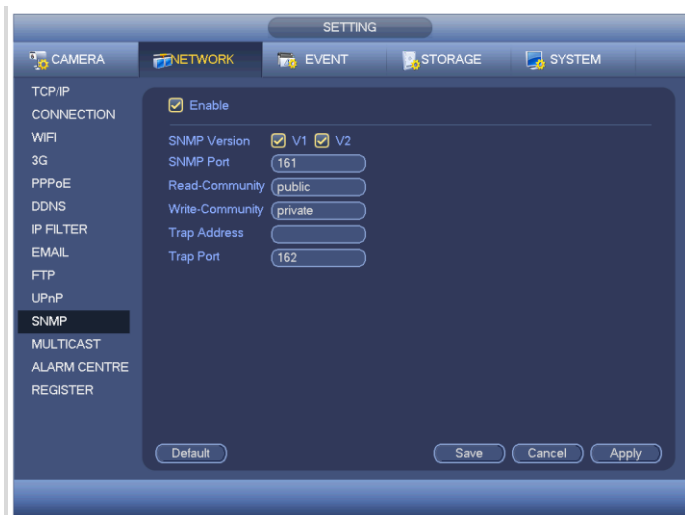 SETTING
CAMERA NETWORK EVENT STORAGE SYSTEM
TCP/IP
CONNECTION
WIFI
3G
PPPoE
DDNS
IP FILTER
EMAIL
FTP
UPnP
SNMP
MULTICAST
ALARM CENTRE
REGISTER
Enable
SNMP Version V1 V2
SNMP Port 161
Read-Community public
Write-Community private
Trap Address
Trap Port 162
Default Save Cancel Apply